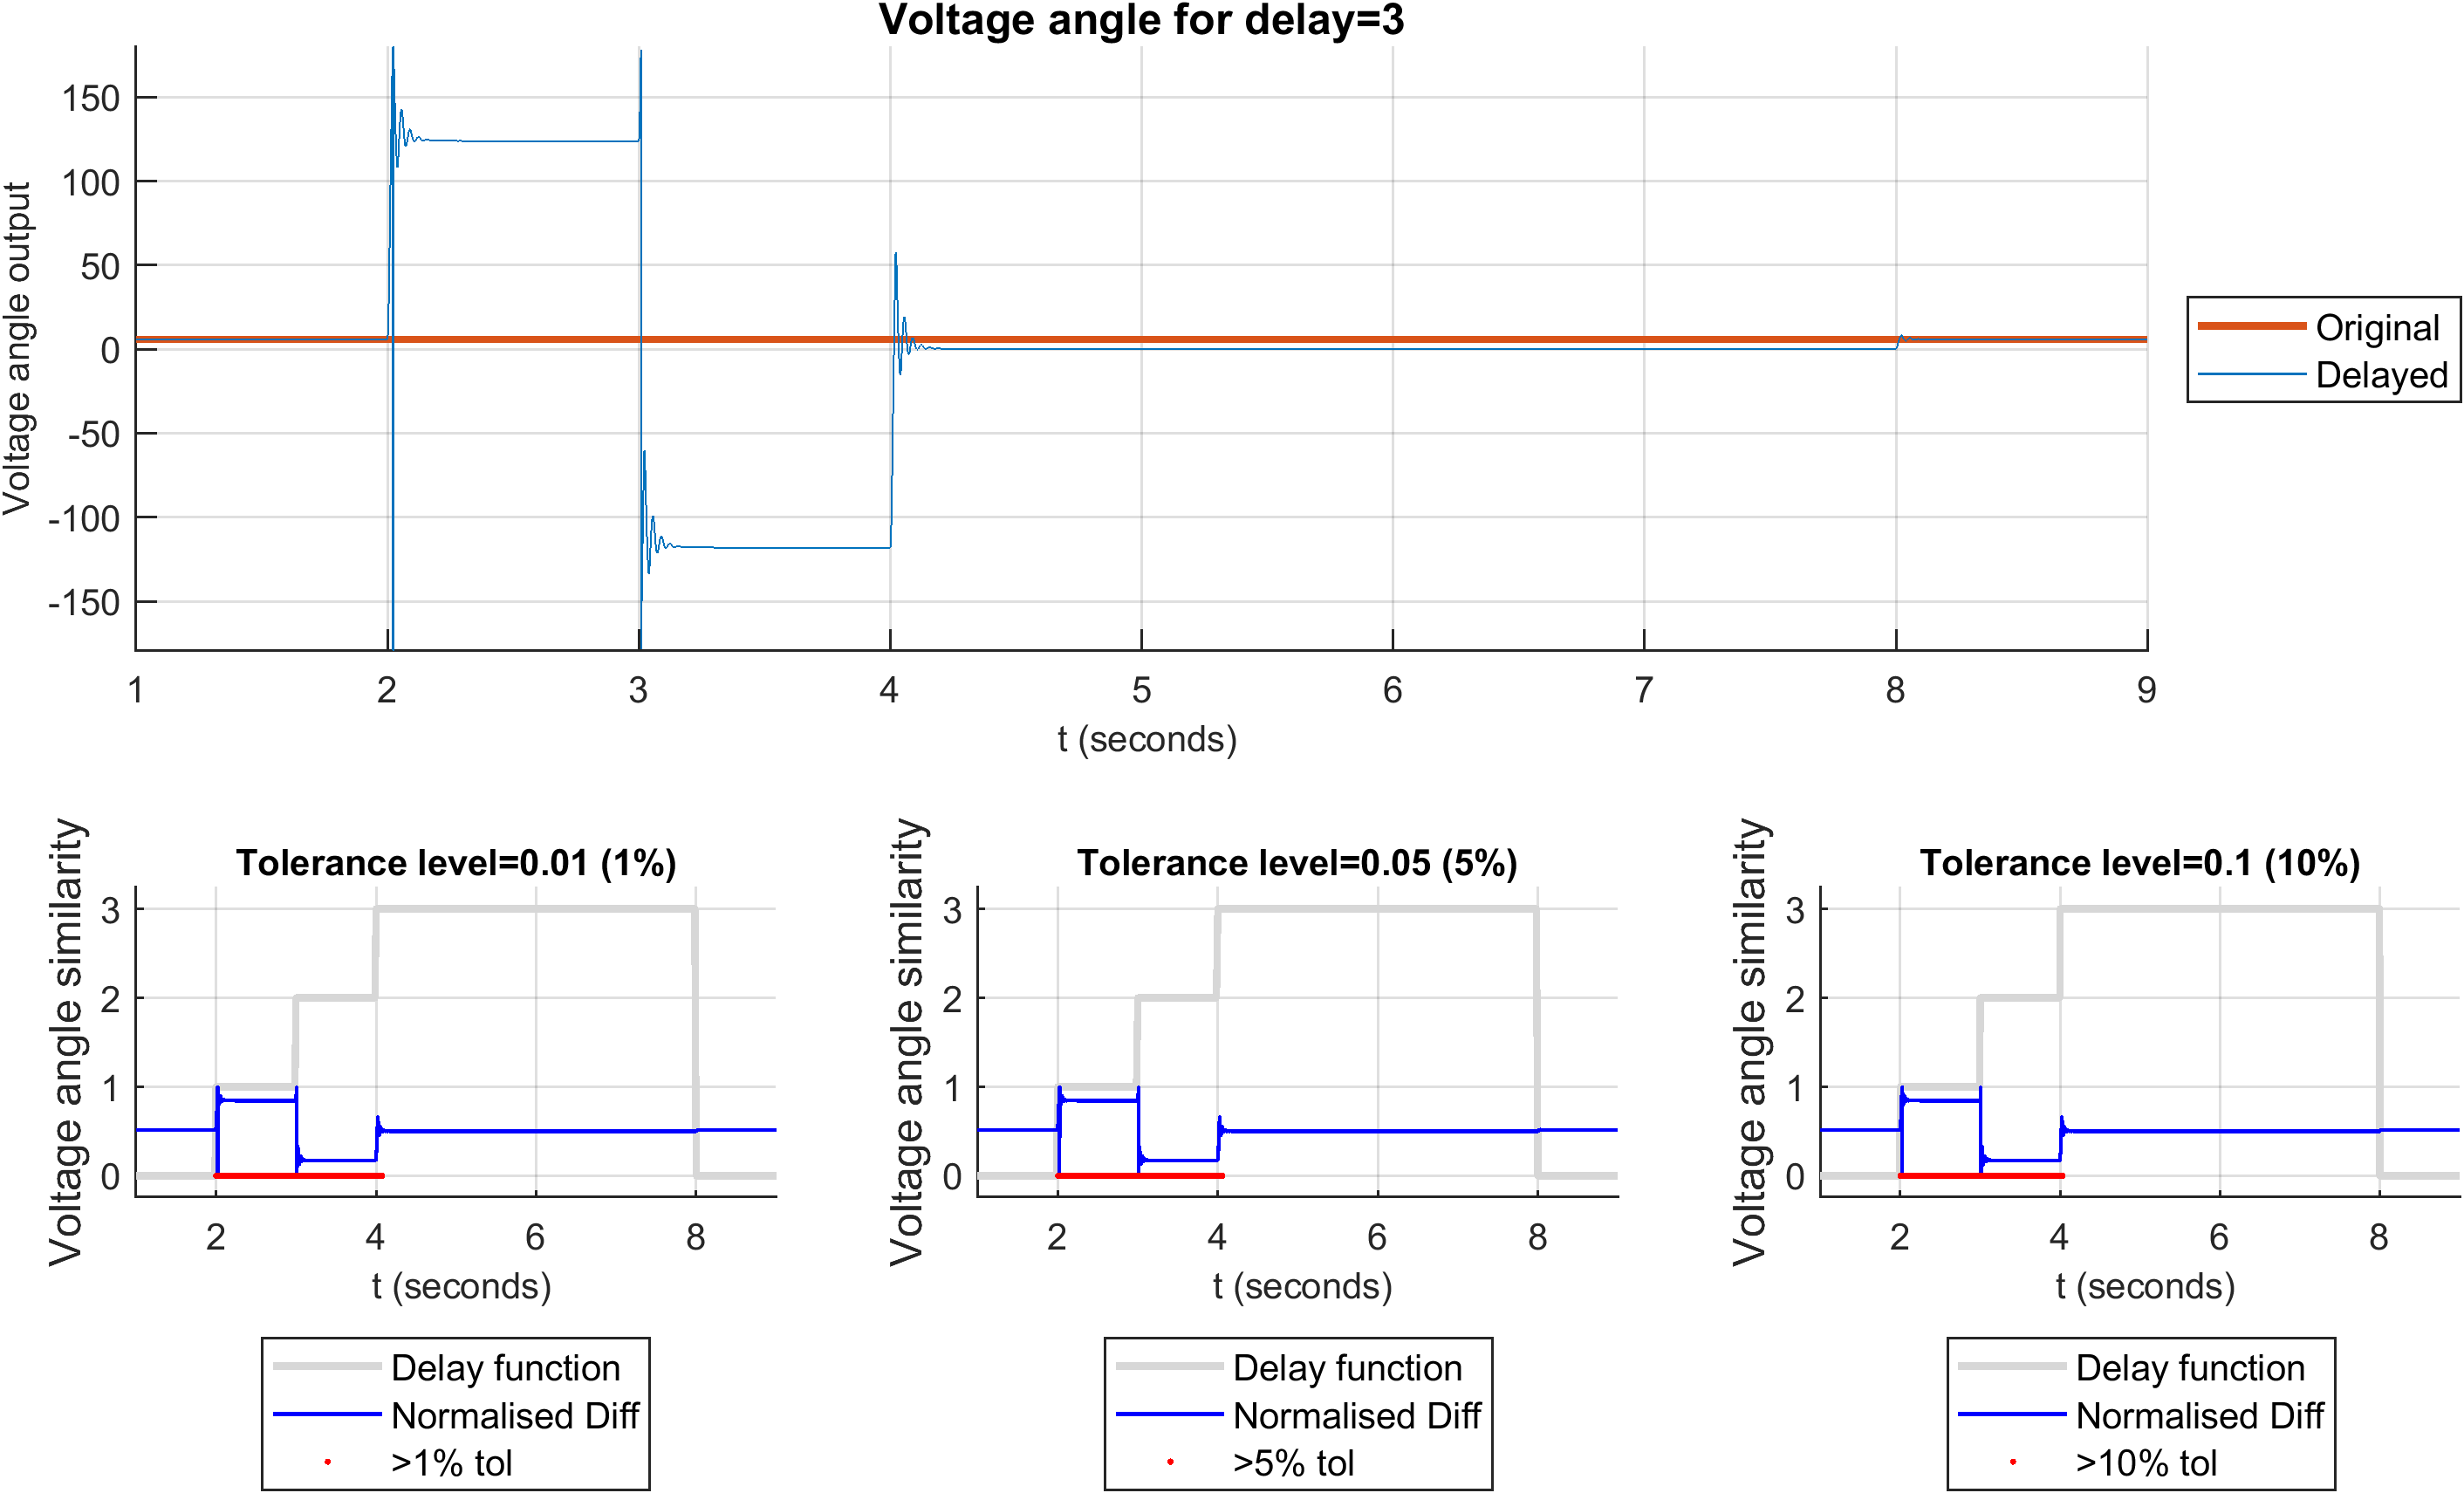 Voltage angle for delay=3
Voltage angle output
150
100
50
0
-50
-100
-150
1 2 3 4 5 6 7 8 9
t (seconds)
Original
Delayed
Tolerance level=0.01 (1%)
Voltage angle similarity
3
2
1
0
2 4 6 8
t (seconds)
Delay function
Normalised Diff
>1% tol
Tolerance level=0.05 (5%)
Voltage angle similarity
3
2
1
0
2 4 6 8
t (seconds)
Delay function
Normalised Diff
>5% tol
Tolerance level=0.1 (10%)
Voltage angle similarity
3
2
1
0
2 4 6 8
t (seconds)
Delay function
Normalised Diff
>10% tol